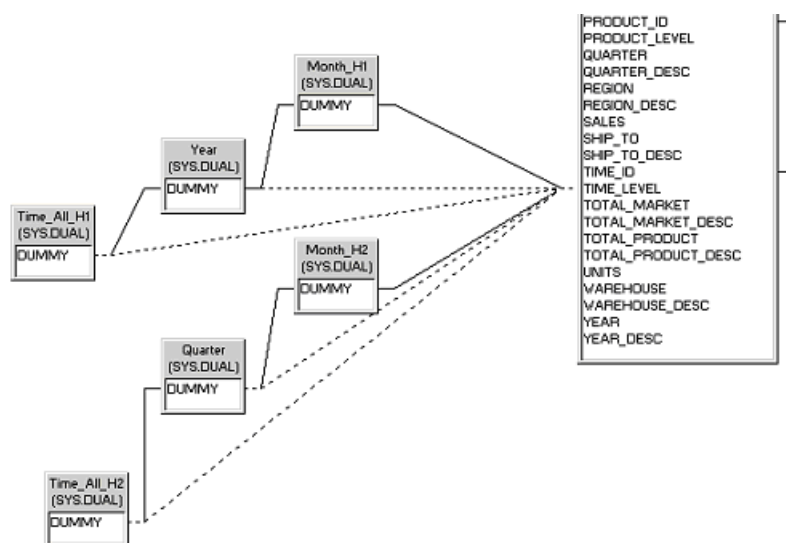 Month_H1
(SYS.DUAL)
DUMMY
Year
(SYS.DUAL)
DUMMY
Time_All_H1
(SYS.DUAL)
DUMMY
Month_H2
(SYS.DUAL)
DUMMY
Quarter
(SYS.DUAL)
DUMMY
Time_All_H2
(SYS.DUAL)
DUMMY
PRODUCT_ID
PRODUCT_LEVEL
QUARTER
QUARTER_DESC
REGION
REGION_DESC
SALES
SHIP_TO
SHIP_TO_DESC
TIME_ID
TIME_LEVEL
TOTAL_MARKET
TOTAL_MARKET_DESC
TOTAL_PRODUCT
TOTAL_PRODUCT_DESC
UNITS
WAREHOUSE
WAREHOUSE_DESC
YEAR
YEAR_DESC